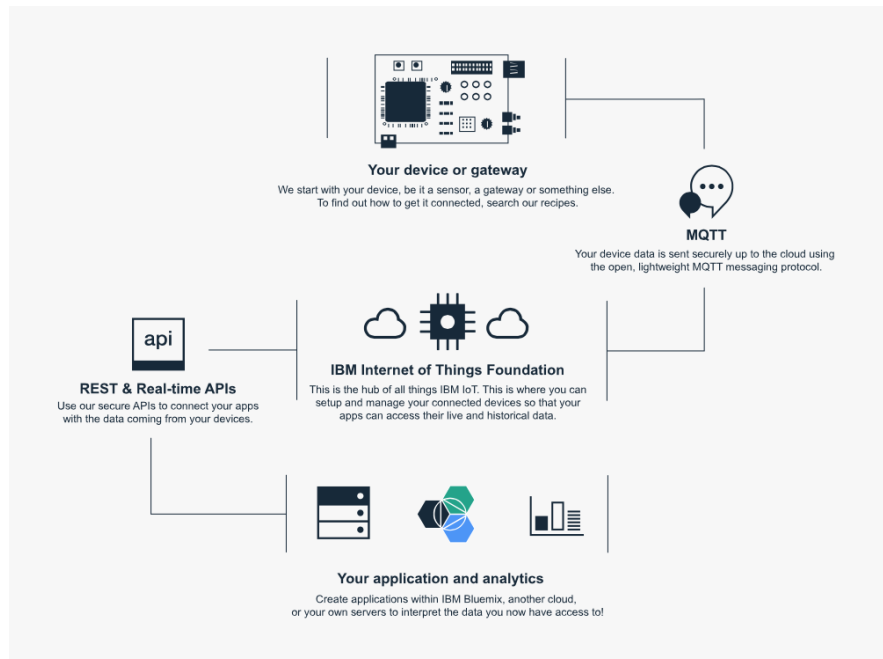 Your device or gateway
We start with your device, be it a sensor, a gateway or something else.
To find out how to get it connected, search our recipes.
MQTT
Your device data is sent securely up to the cloud using
the open, lightweight MQTT messaging protocol.
api
REST & Real-time APIs
Use our secure APIs to connect your apps
with the data coming from your devices.
IBM Internet of Things Foundation
This is the hub of all things IBM IoT. This is where you can
setup and manage your connected devices so that your
apps can access their live and historical data.
Your application and analytics
Create applications within IBM Bluemix, another cloud,
or your own servers to interpret the data you now have access to!